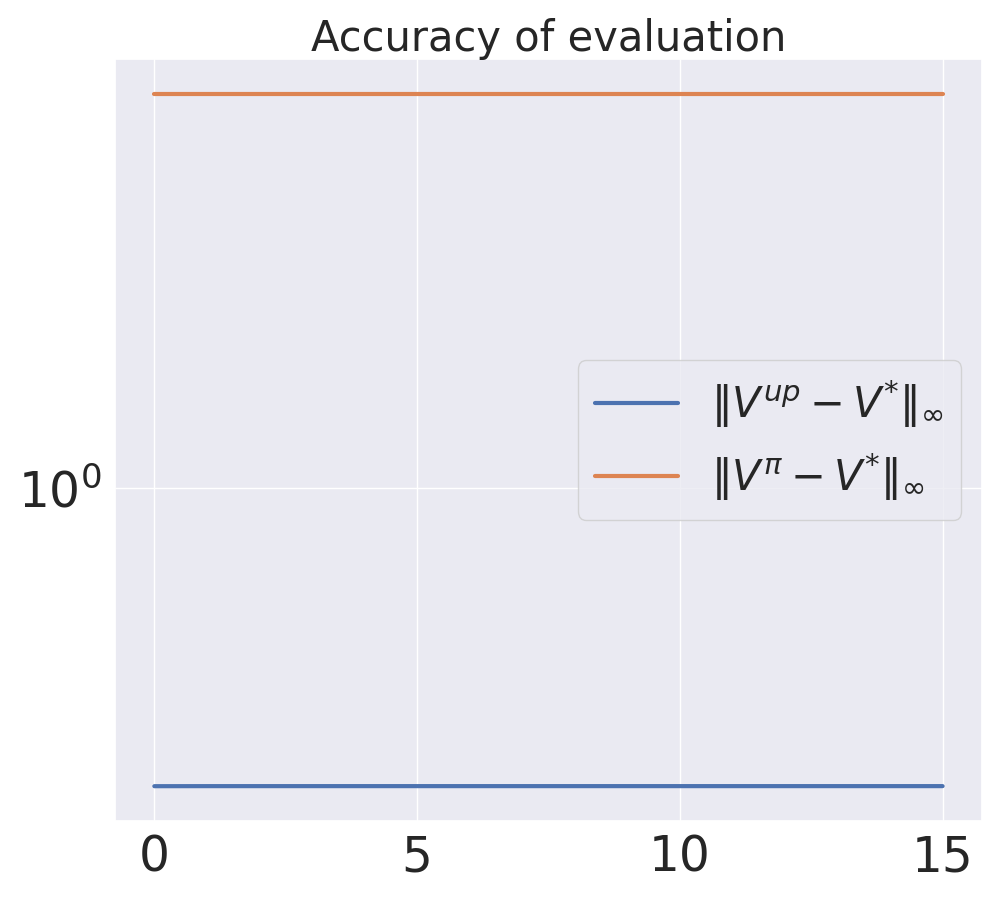 Accuracy of evaluation
‖V^{up} − V^*‖_∞
10^0
‖V^π − V^*‖_∞
0 5 10 15